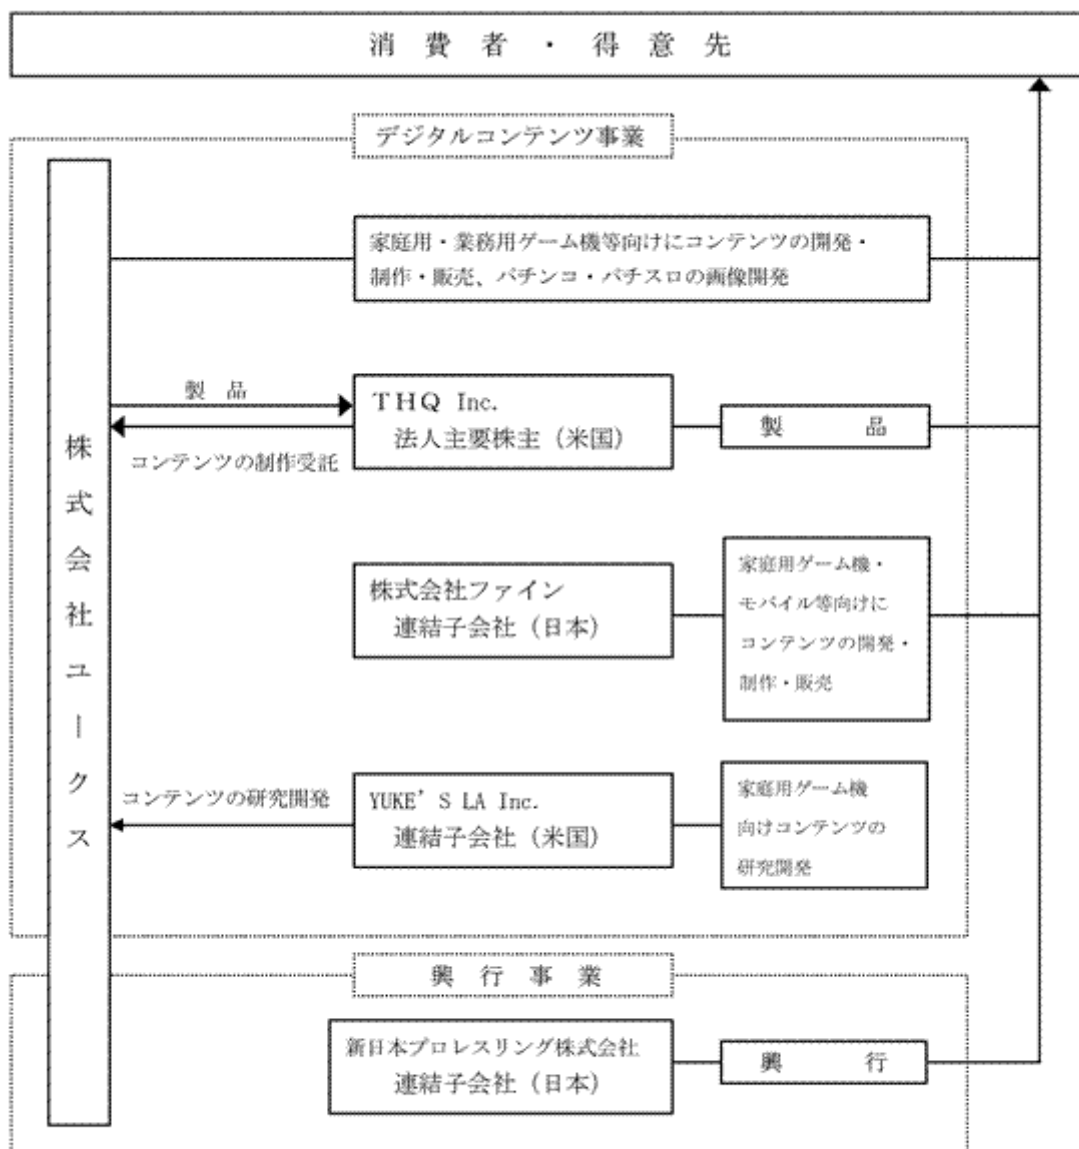 消費者・得意先
デジタルコンテンツ事業
家庭用・業務用ゲーム機等向けにコンテンツの開発・
制作・販売、パチンコ・パチスロの画像開発
製品
コンテンツの制作受託
THQ Inc.
法人主要株主(米国)
製品
株式会社ユークス
株式会社ファイン
連結子会社(日本)
家庭用ゲーム機・
モバイル等向けに
コンテンツの開発・
制作・販売
コンテンツの研究開発
YUKE'S LA Inc.
連結子会社(米国)
家庭用ゲーム機
向けコンテンツの
研究開発
興行事業
新日本プロレスリング株式会社
連結子会社(日本)
興行